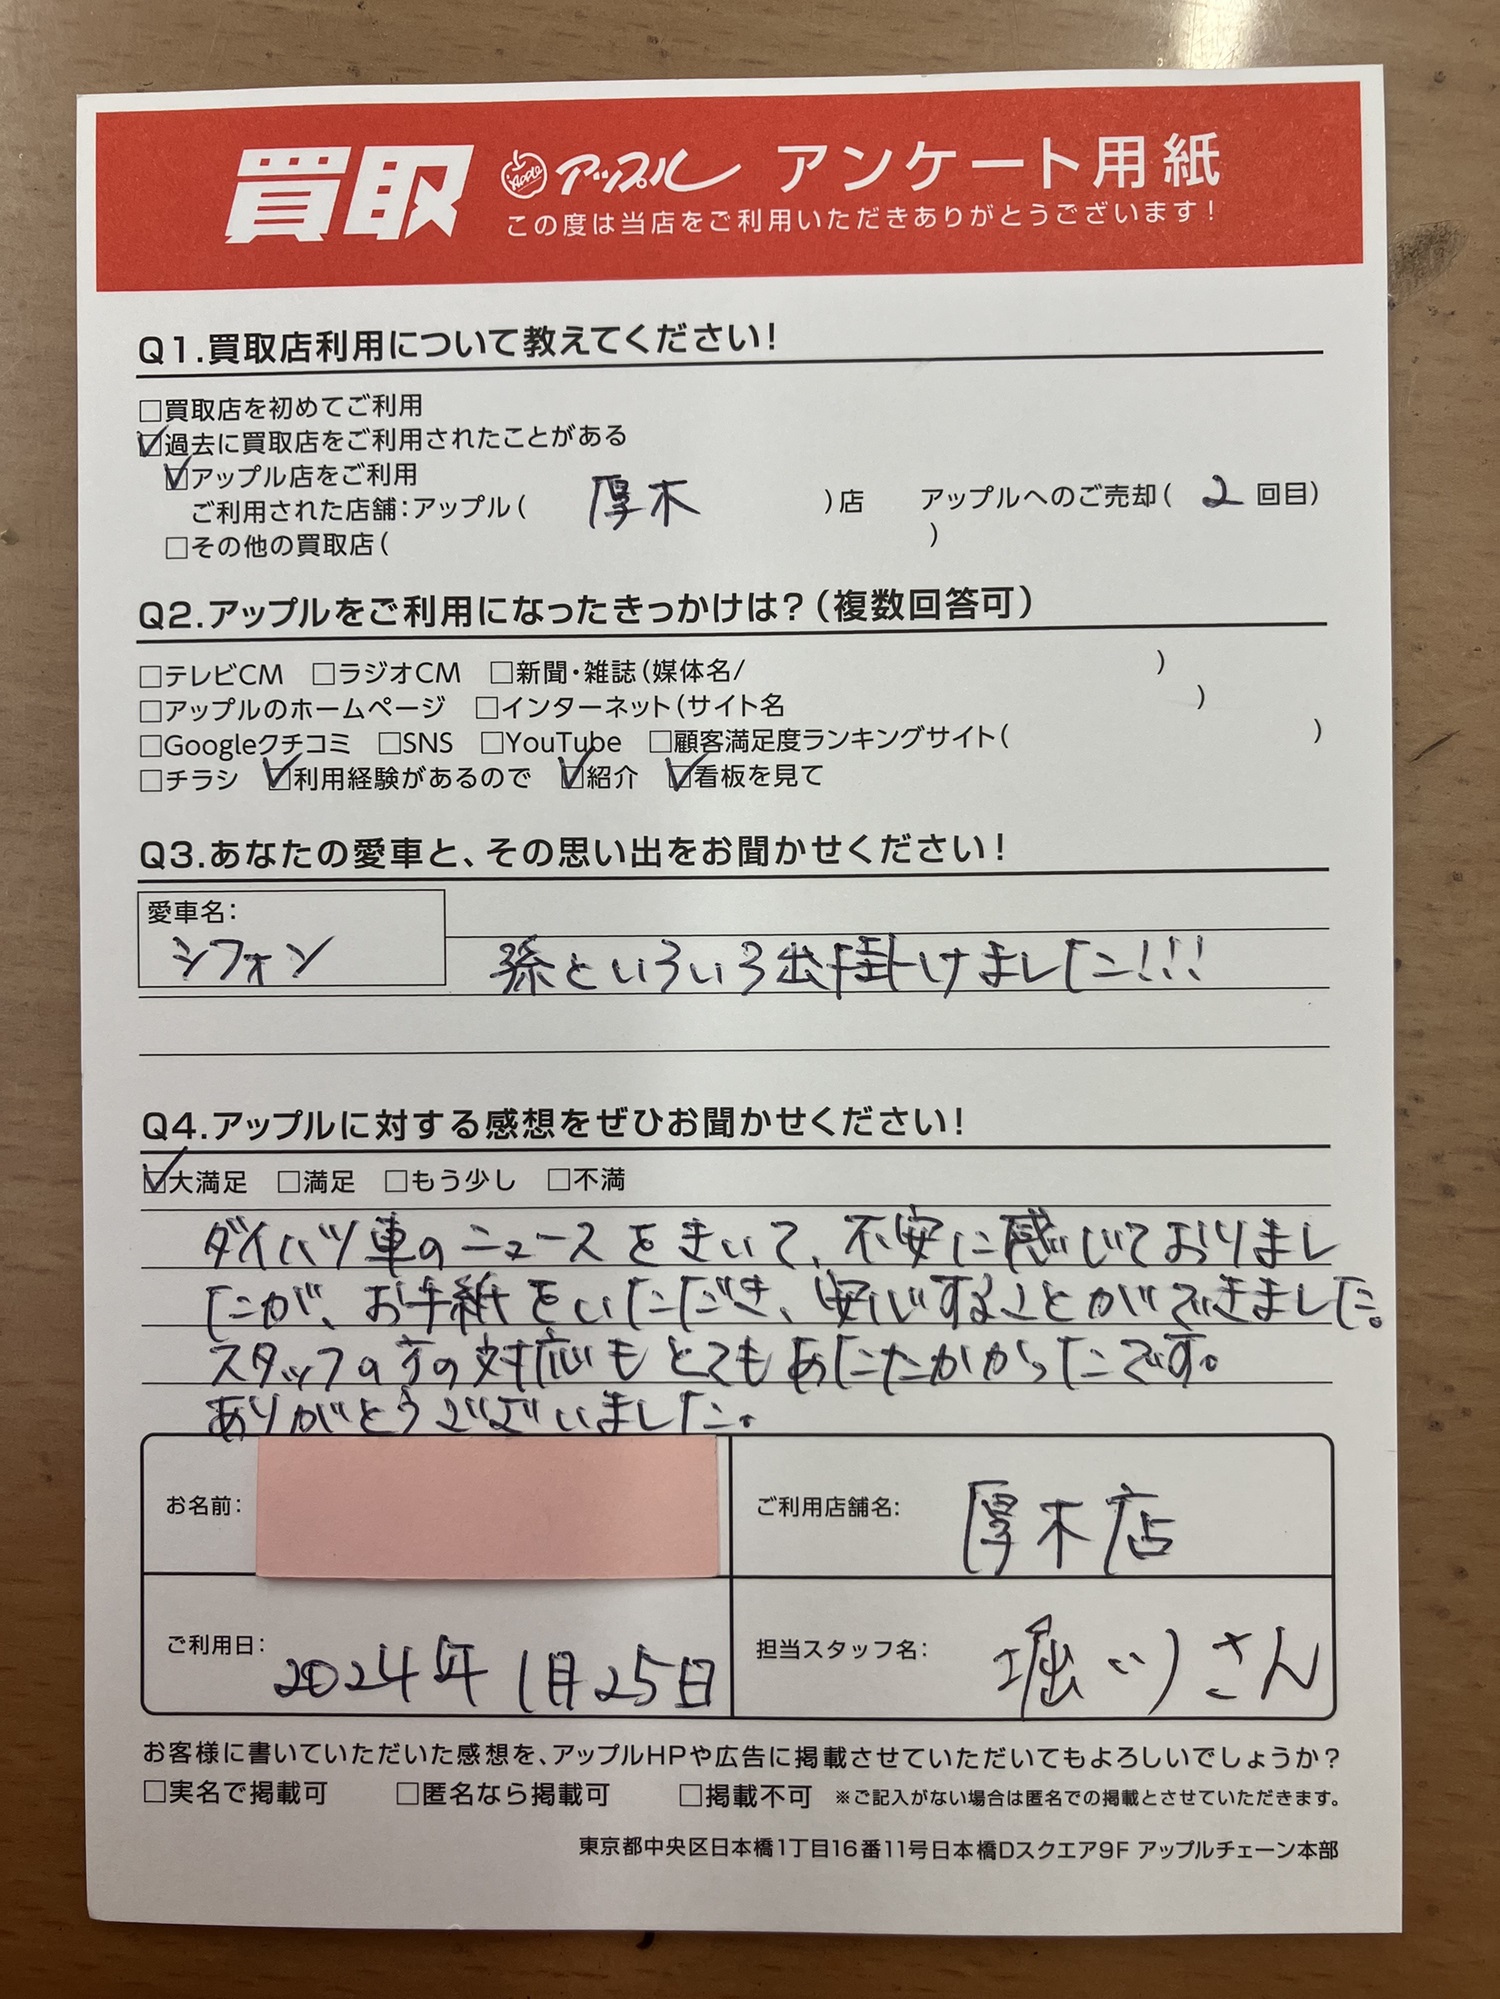 買取 Apple アップル アンケート用紙
この度は当店をご利用いただきありがとうございます!
Q1.買取店利用について教えてください!
□買取店を初めてご利用
☑過去に買取店をご利用されたことがある
☑アップル店をご利用
ご利用された店舗:アップル( 厚木 )店 アップルへのご売却( 2 回目)
□その他の買取店( )
Q2.アップルをご利用になったきっかけは?(複数回答可)
□テレビCM □ラジオCM □新聞・雑誌(媒体名/ )
□アップルのホームページ □インターネット(サイト名 )
□Googleクチコミ □SNS □YouTube □顧客満足度ランキングサイト( )
□チラシ ☑利用経験があるので ☑紹介 ☑看板を見て
Q3.あなたの愛車と、その思い出をお聞かせください!
愛車名:
シフォン 孫といろいろ出掛けました!!!
Q4.アップルに対する感想をぜひお聞かせください!
☑大満足 □満足 □もう少し □不満
ダイハツ車のニュースをきいて、不安に感じておりまし
たが、お手紙をいただき、安心することができました。
スタッフの方の対応もとてもあたたかかったです。
ありがとうございました。
お名前: ご利用店舗名: 厚木店
ご利用日: 2024年1月25日 担当スタッフ名: 堀いりさん
お客様に書いていただいた感想を、アップルHPや広告に掲載させていただいてもよろしいでしょうか?
□実名で掲載可 □匿名なら掲載可 □掲載不可 ※ご記入がない場合は匿名での掲載とさせていただきます。
東京都中央区日本橋1丁目16番11号日本橋Dスクエア9F アップルチェーン本部